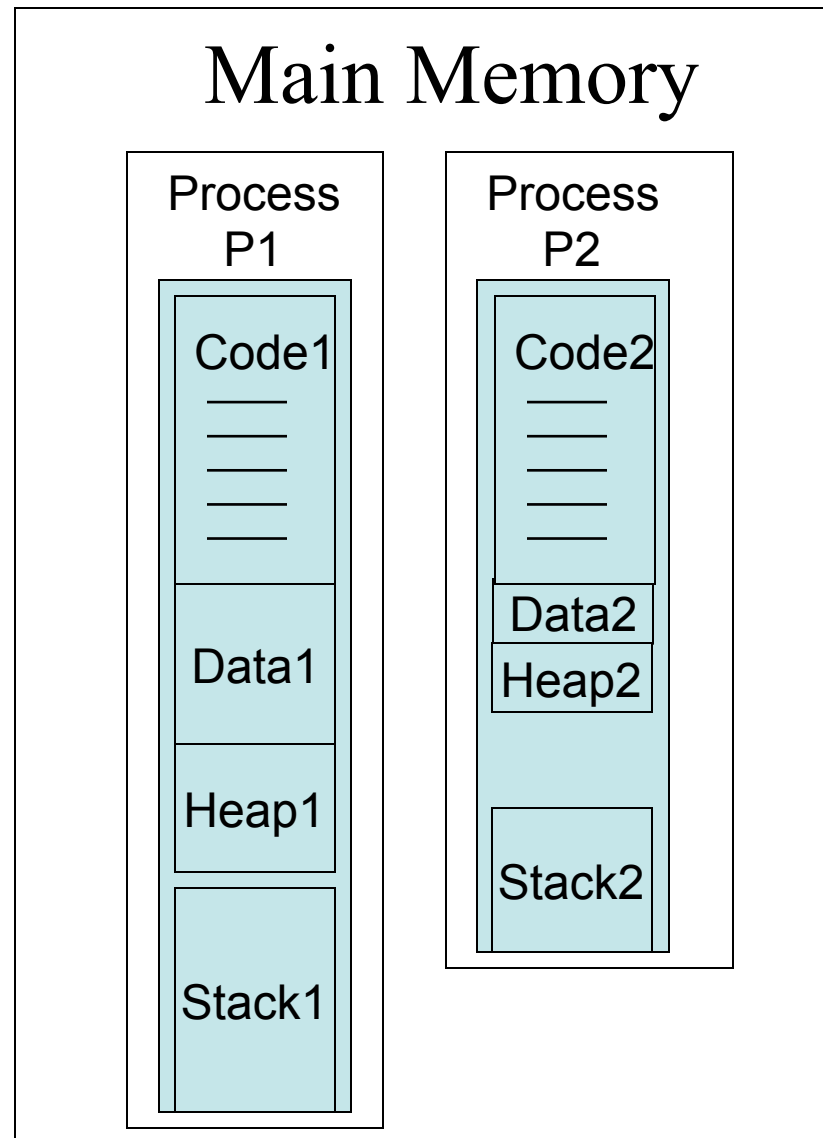 Main Memory
Process
P1
Code1
Data1
Heap1
Stack1
Process
P2
Code2
Data2
Heap2
Stack2